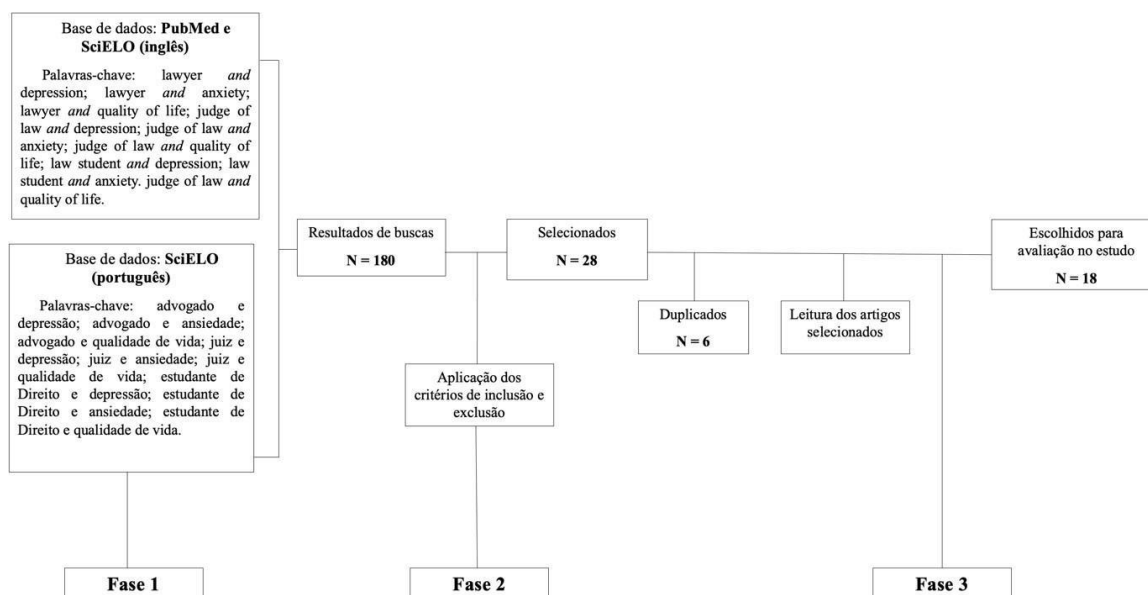 Base de dados: PubMed e
SciELO (inglês)
Palavras-chave: lawyer and
depression; lawyer and anxiety;
lawyer and quality of life; judge of
law and depression; judge of law and
anxiety; judge of law and quality of
life; law student and depression; law
student and anxiety. judge of law and
quality of life.
Base de dados: SciELO
(português)
Palavras-chave: advogado e
depressão; advogado e ansiedade;
advogado e qualidade de vida; juiz e
depressão; juiz e ansiedade; juiz e
qualidade de vida; estudante de
Direito e depressão; estudante de
Direito e ansiedade; estudante de
Direito e qualidade de vida.
Resultados de buscas
N = 180
Selecionados
N = 28
Escolhidos para
avaliação no estudo
N = 18
Duplicados
N = 6
Leitura dos artigos
selecionados
Aplicação dos
critérios de inclusão e
exclusão
Fase 1
Fase 2
Fase 3